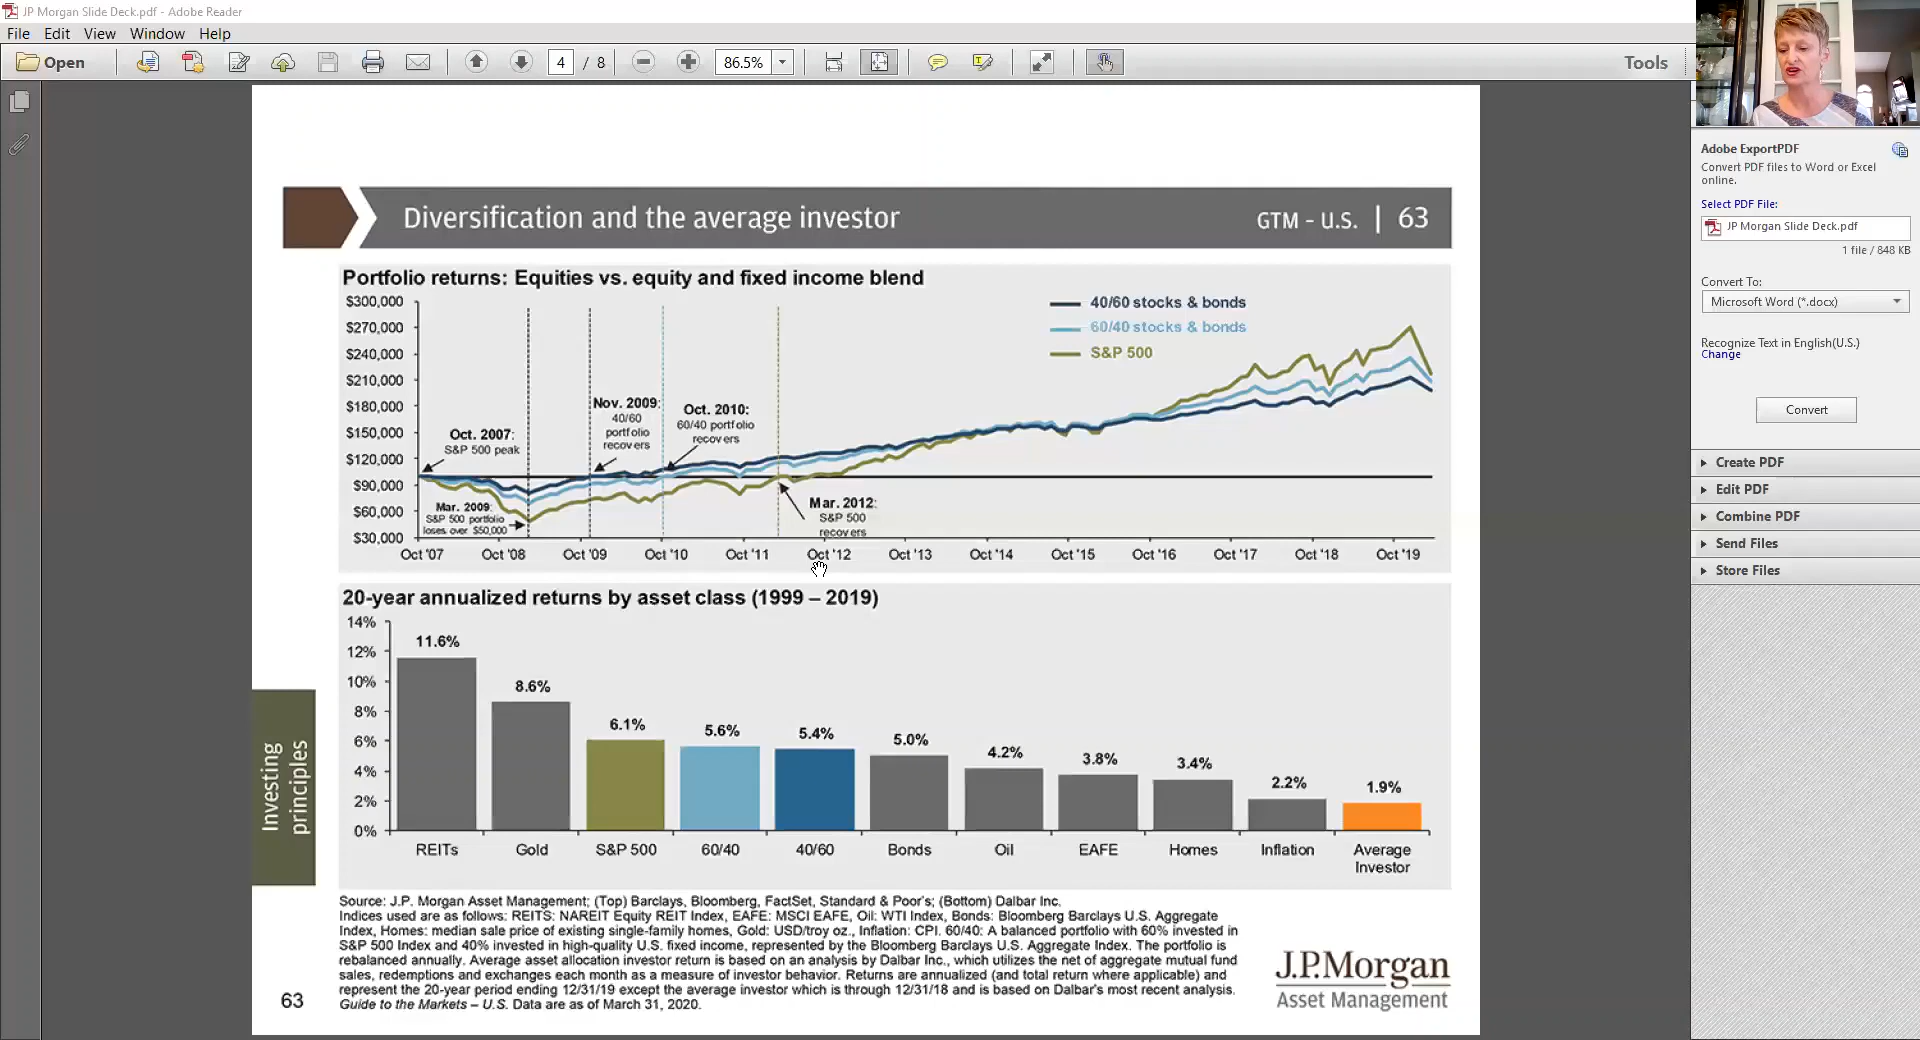 JP Morgan Slide Deck.pdf - Adobe Reader
File Edit View Window Help
Open 4 / 8 86.5% Tools
Adobe ExportPDF
Convert PDF files to Word or Excel
online.
Select PDF File:
JP Morgan Slide Deck.pdf
1 file / 848 KB
Convert To:
Microsoft Word (*.docx)
Recognize Text in English(U.S.)
Change
Convert
Create PDF
Edit PDF
Combine PDF
Send Files
Store Files
Diversification and the average investor
GTM – U.S. | 63
Portfolio returns: Equities vs. equity and fixed income blend
$300,000
$270,000
$240,000
$210,000
$180,000
$150,000
$120,000
$90,000
$60,000
$30,000
40/60 stocks & bonds
60/40 stocks & bonds
S&P 500
Oct. 2007:
S&P 500 peak
Mar. 2009:
S&P 500 portfolio
loses over $50,000
Nov. 2009:
40/60
portfolio
recovers
Oct. 2010:
60/40 portfolio
recovers
Mar. 2012:
S&P 500
recovers
Oct '07 Oct '08 Oct '09 Oct '10 Oct '11 Oct '12 Oct '13 Oct '14 Oct '15 Oct '16 Oct '17 Oct '18 Oct '19
20-year annualized returns by asset class (1999 – 2019)
14%
12%
10%
8%
6%
4%
2%
0%
11.6% 8.6% 6.1% 5.6% 5.4% 5.0% 4.2% 3.8% 3.4% 2.2% 1.9%
REITs Gold S&P 500 60/40 40/60 Bonds Oil EAFE Homes Inflation Average
Investor
Investing
principles
Source: J.P. Morgan Asset Management; (Top) Barclays, Bloomberg, FactSet, Standard & Poor's; (Bottom) Dalbar Inc.
Indices used are as follows: REITS: NAREIT Equity REIT Index, EAFE: MSCI EAFE, Oil: WTI Index, Bonds: Bloomberg Barclays U.S. Aggregate
Index, Homes: median sale price of existing single-family homes, Gold: USD/troy oz., Inflation: CPI. 60/40: A balanced portfolio with 60% invested in
S&P 500 Index and 40% invested in high-quality U.S. fixed income, represented by the Bloomberg Barclays U.S. Aggregate Index. The portfolio is
rebalanced annually. Average asset allocation investor return is based on an analysis by Dalbar Inc., which utilizes the net of aggregate mutual fund
sales, redemptions and exchanges each month as a measure of investor behavior. Returns are annualized (and total return where applicable) and
represent the 20-year period ending 12/31/19 except the average investor which is through 12/31/18 and is based on Dalbar's most recent analysis.
Guide to the Markets – U.S. Data are as of March 31, 2020.
63
J.P.Morgan
Asset Management